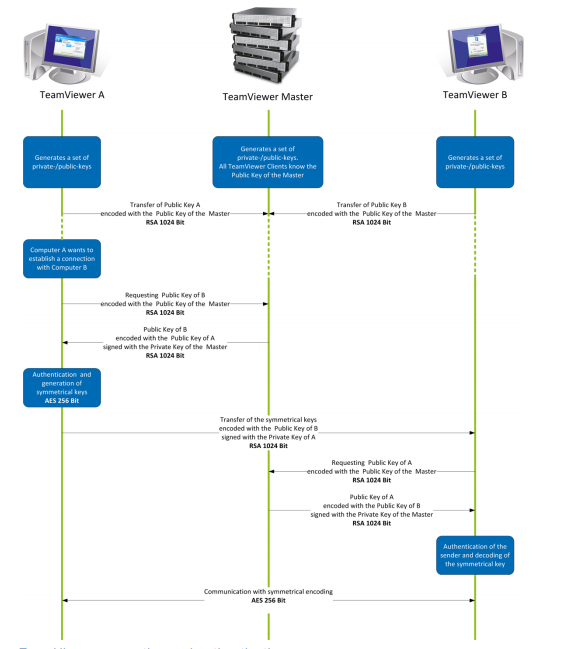 TeamViewer A
TeamViewer Master
TeamViewer B
Generates a set of
private-/public-keys
Generates a set of
private-/public-keys.
All TeamViewer Clients know the
Public Key of the Master
Generates a set of
private-/public-keys
Transfer of Public Key A
encoded with the Public Key of the Master
RSA 1024 Bit
Transfer of Public Key B
encoded with the Public Key of the Master
RSA 1024 Bit
Computer A wants to
establish a connection
with Computer B
Requesting Public Key of B
encoded with the Public Key of the Master
RSA 1024 Bit
Public Key of B
encoded with the Public Key of A
signed with the Private Key of the Master
RSA 1024 Bit
Authentication and
generation of
symmetrical keys
AES 256 Bit
Transfer of the symmetrical keys
encoded with the Public Key of B
signed with the Private Key of A
RSA 1024 Bit
Requesting Public Key of A
encoded with the Public Key of the Master
RSA 1024 Bit
Public Key of A
encoded with the Public Key of B
signed with the Private Key of the Master
RSA 1024 Bit
Authentication of the
sender and decoding of
the symmetrical key
Communication with symmetrical encoding
AES 256 Bit